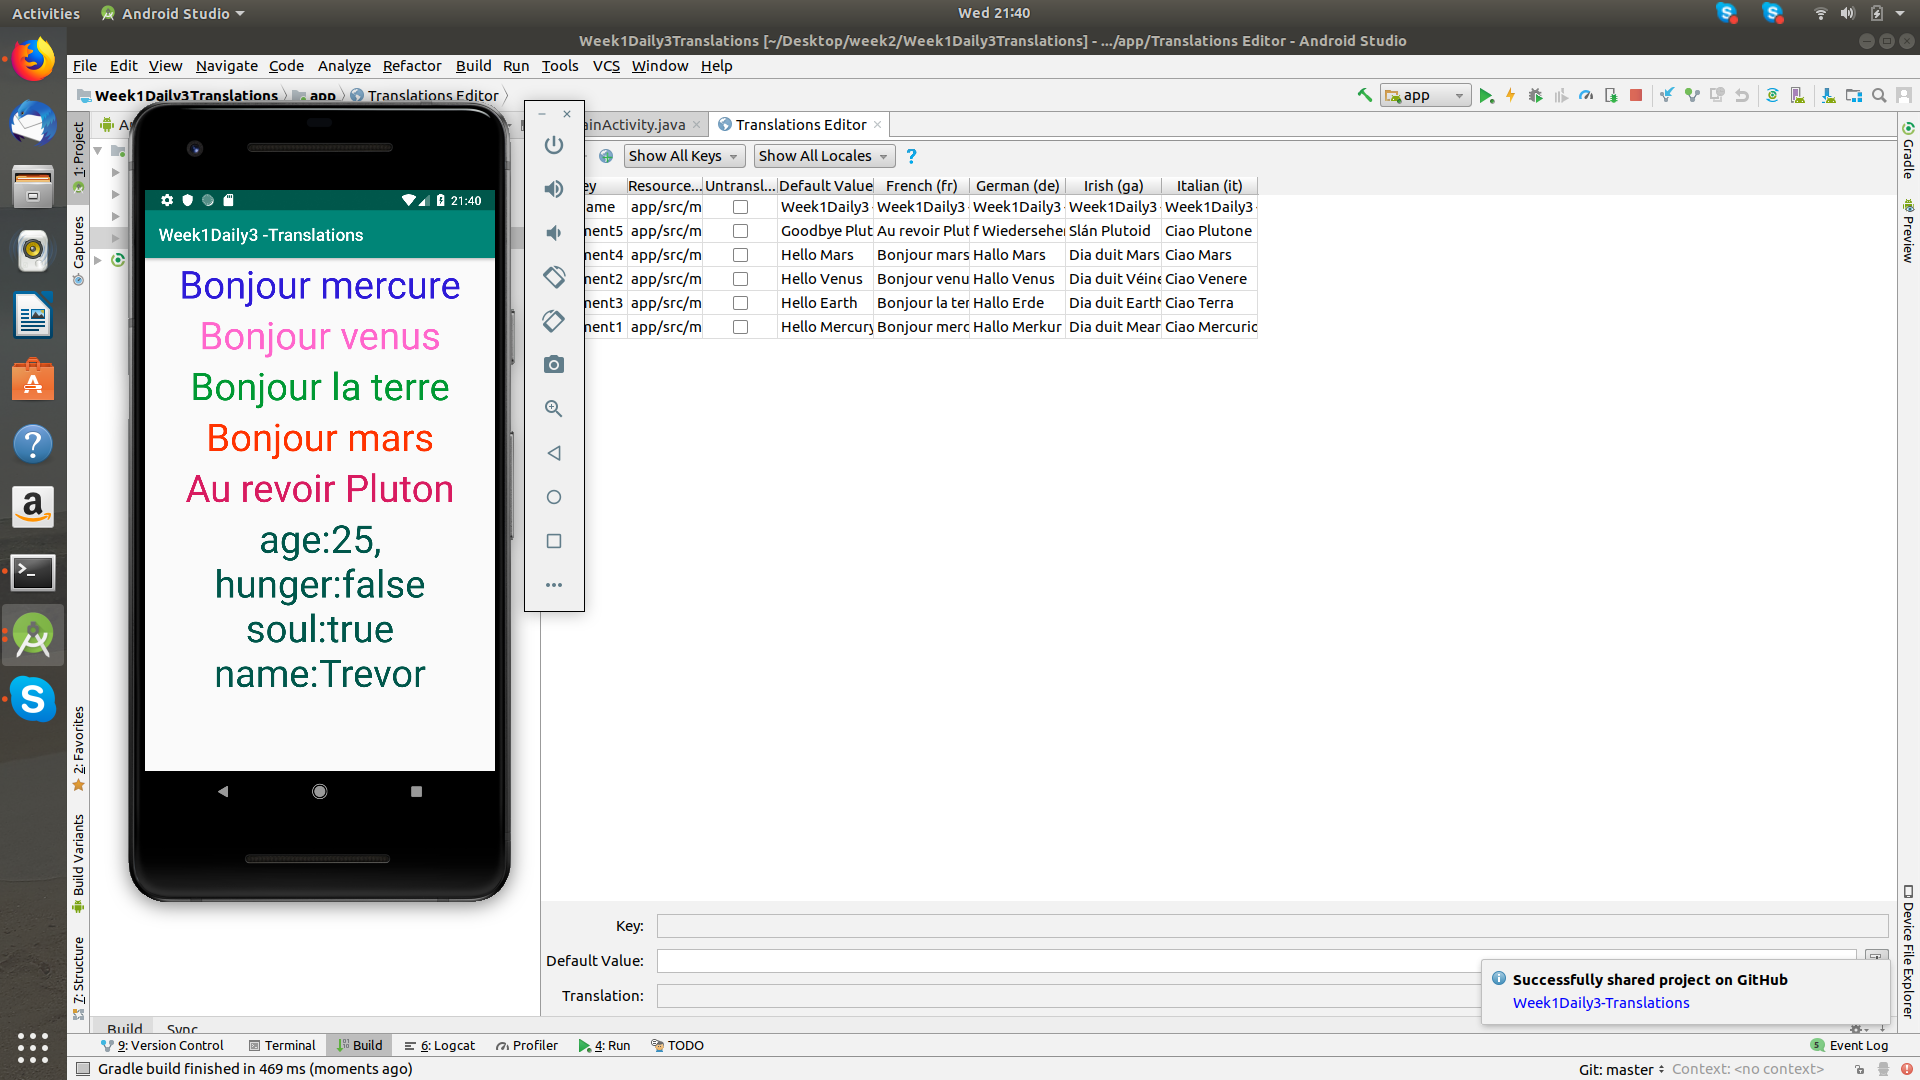 Activities
Android Studio
Wed 21:40
Week1Daily3Translations [~/Desktop/week2/Week1Daily3Translations] - .../app/Translations Editor - Android Studio
File Edit View Navigate Code Analyze Refactor Build Run Tools VCS Window Help
Week1Daily3Translations app Translations Editor
app
1: Project
Captures
2: Favorites
Build Variants
7: Structure
21:40
Week1Daily3 -Translations
Bonjour mercure
Bonjour venus
Bonjour la terre
Bonjour mars
Au revoir Pluton
age:25,
hunger:false
soul:true
name:Trevor
ainActivity.java
Translations Editor
Show All Keys
Show All Locales
?
ey Resource... Untransl... Default Value French (fr) German (de) Irish (ga) Italian (it)
ame app/src/m Week1Daily3 Week1Daily3 Week1Daily3 Week1Daily3 Week1Daily3
nent5 app/src/m Goodbye Plut Au revoir Plut f Wiederseher Slán Plutoid Ciao Plutone
nent4 app/src/m Hello Mars Bonjour mars Hallo Mars Dia duit Mars Ciao Mars
nent2 app/src/m Hello Venus Bonjour venu Hallo Venus Dia duit Véine Ciao Venere
nent3 app/src/m Hello Earth Bonjour la ter Hallo Erde Dia duit Earth Ciao Terra
nent1 app/src/m Hello Mercury Bonjour merc Hallo Merkur Dia duit Mear Ciao Mercuric
Key:
Default Value:
Translation:
Successfully shared project on GitHub
Week1Daily3-Translations
Gradle
Preview
Device File Explorer
Build Sync
9: Version Control Terminal Build 6: Logcat Profiler 4: Run TODO
Event Log
Gradle build finished in 469 ms (moments ago)
Git: master
Context: <no context>